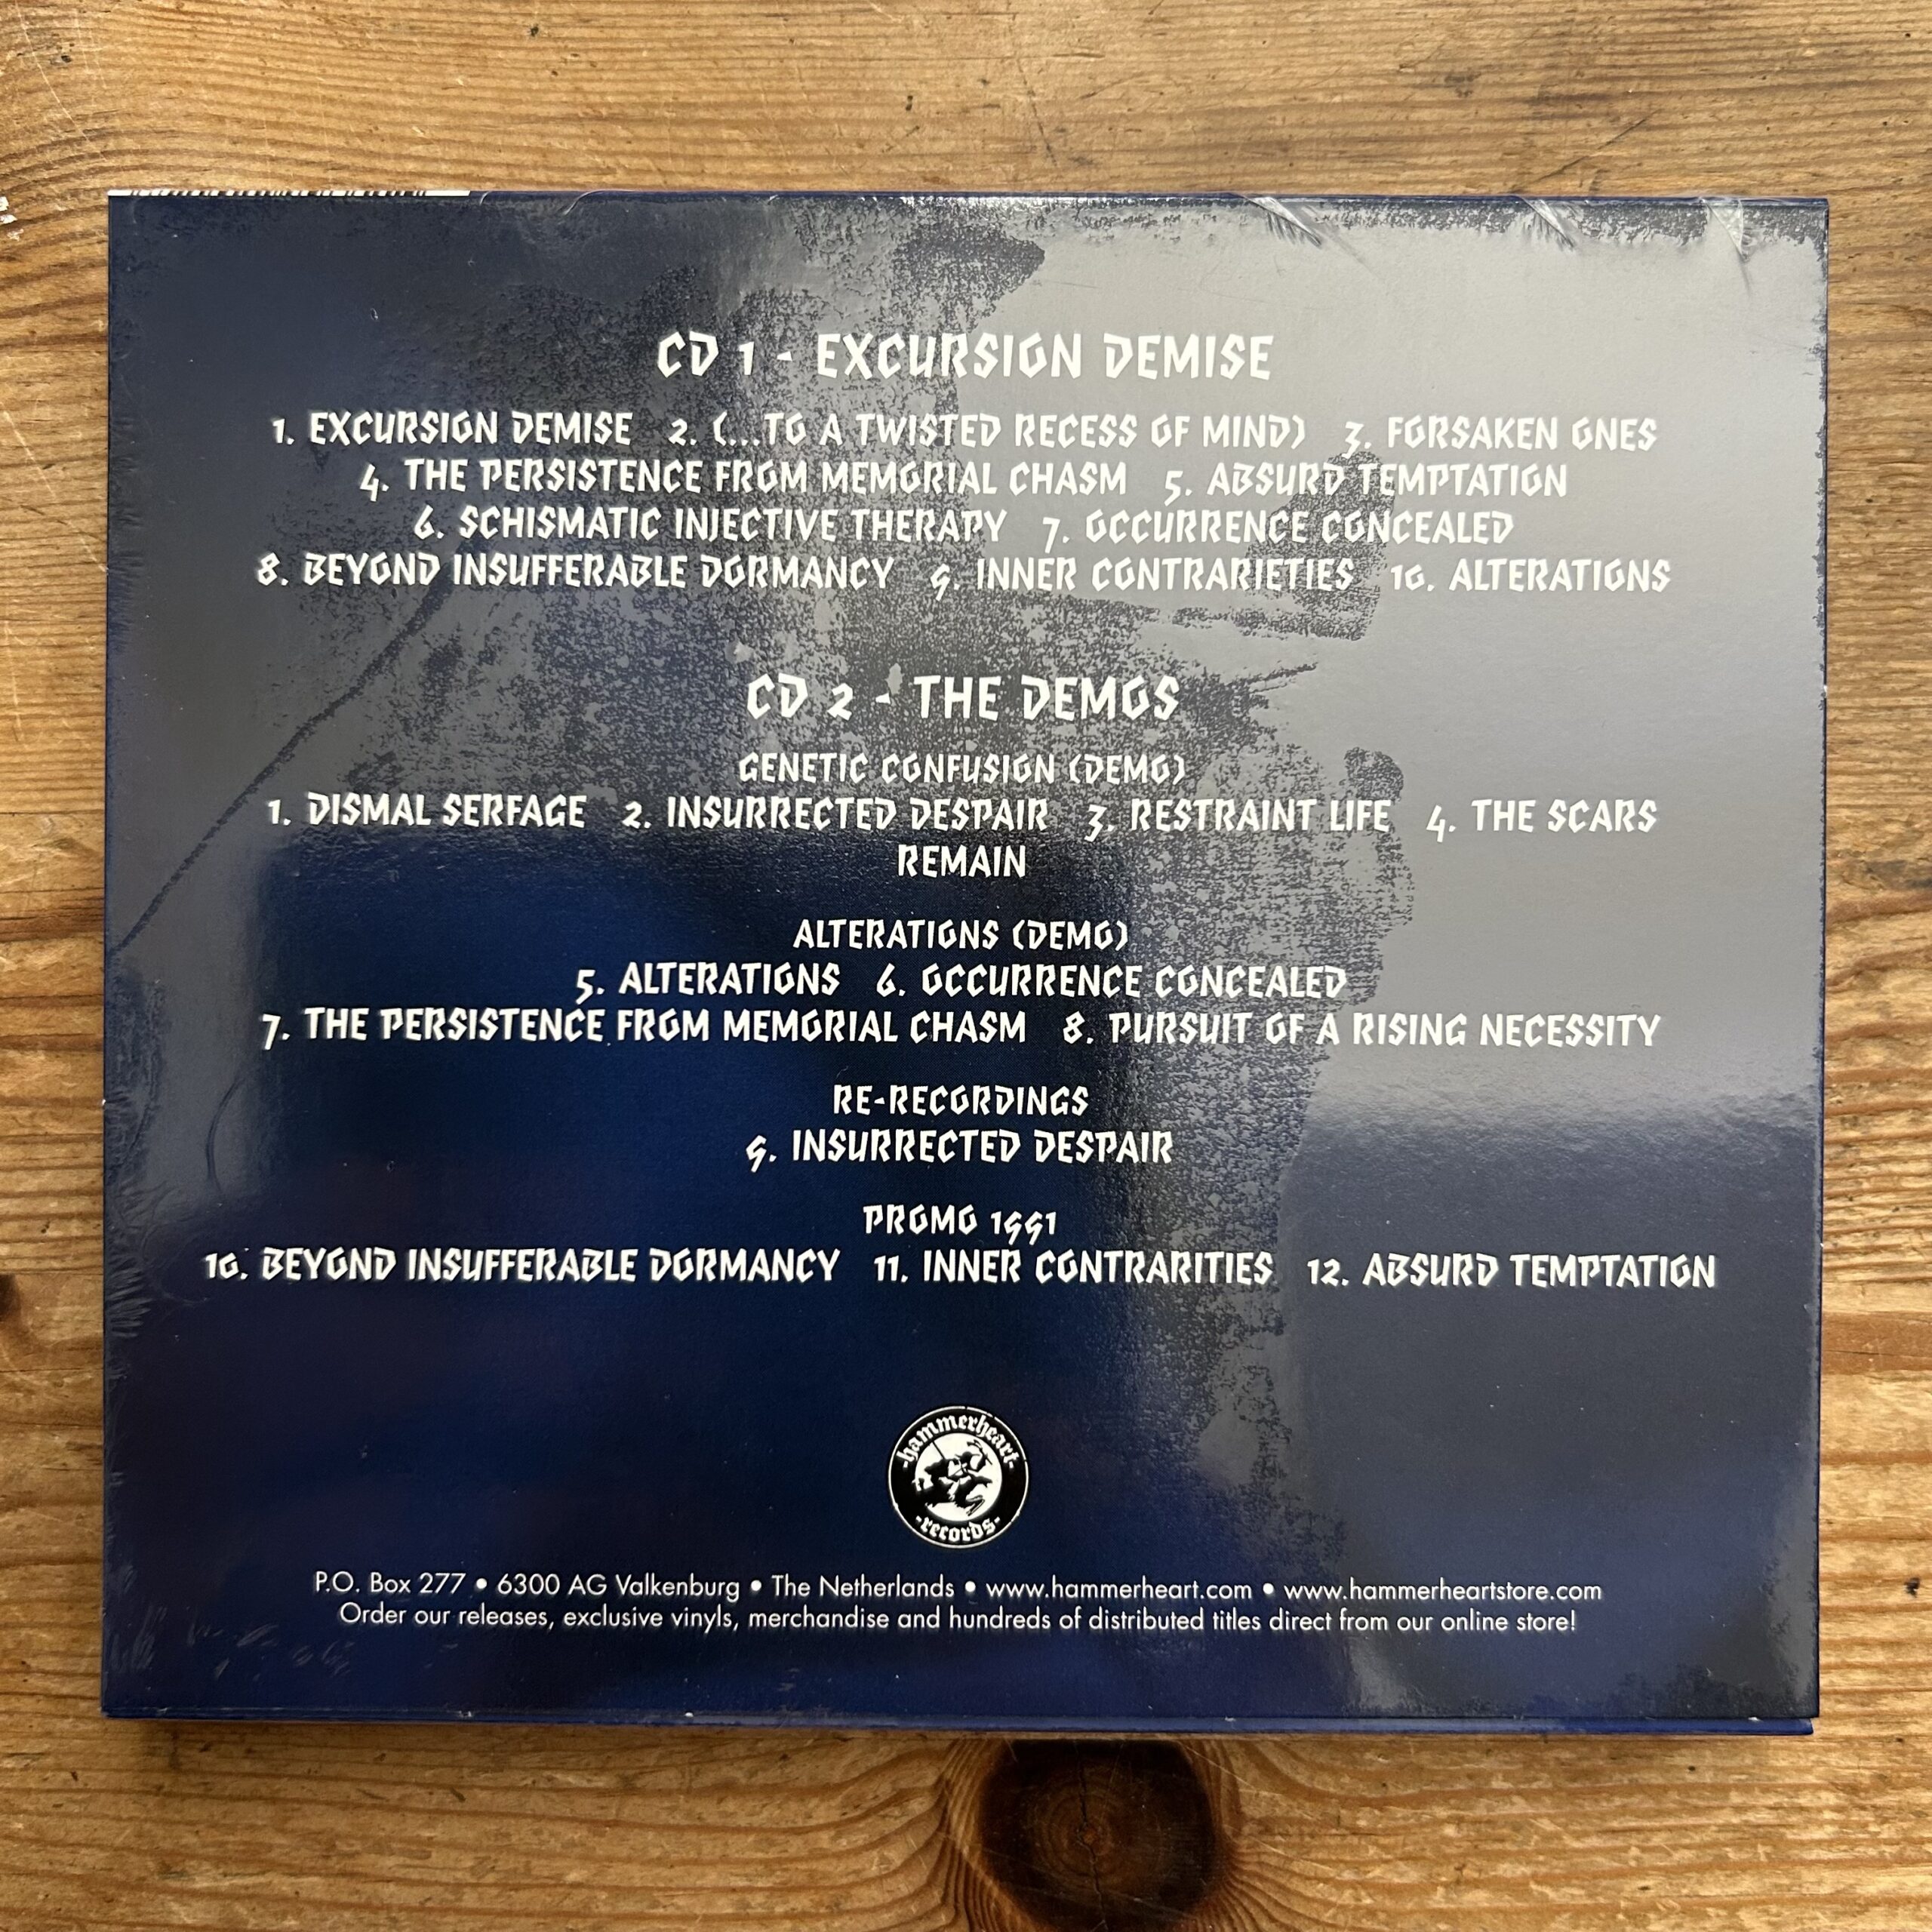 CD 1 - EXCURSION DEMISE
1. EXCURSION DEMISE 2. (...TO A TWISTED RECESS OF MIND) 3. FORSAKEN ONES
4. THE PERSISTENCE FROM MEMORIAL CHASM 5. ABSURD TEMPTATION
6. SCHISMATIC INJECTIVE THERAPY 7. OCCURRENCE CONCEALED
8. BEYOND INSUFFERABLE DORMANCY 9. INNER CONTRARIETIES 10. ALTERATIONS
CD 2 - THE DEMOS
GENETIC CONFUSION (DEMO)
1. DISMAL SERFAGE 2. INSURRECTED DESPAIR 3. RESTRAINT LIFE 4. THE SCARS
REMAIN
ALTERATIONS (DEMO)
5. ALTERATIONS 6. OCCURRENCE CONCEALED
7. THE PERSISTENCE FROM MEMORIAL CHASM 8. PURSUIT OF A RISING NECESSITY
RE-RECORDINGS
9. INSURRECTED DESPAIR
PROMO 1991
10. BEYOND INSUFFERABLE DORMANCY 11. INNER CONTRARITIES 12. ABSURD TEMPTATION
-hammerheart-
-records-
P.O. Box 277 • 6300 AG Valkenburg • The Netherlands • www.hammerheart.com • www.hammerheartstore.com
Order our releases, exclusive vinyls, merchandise and hundreds of distributed titles direct from our online store!